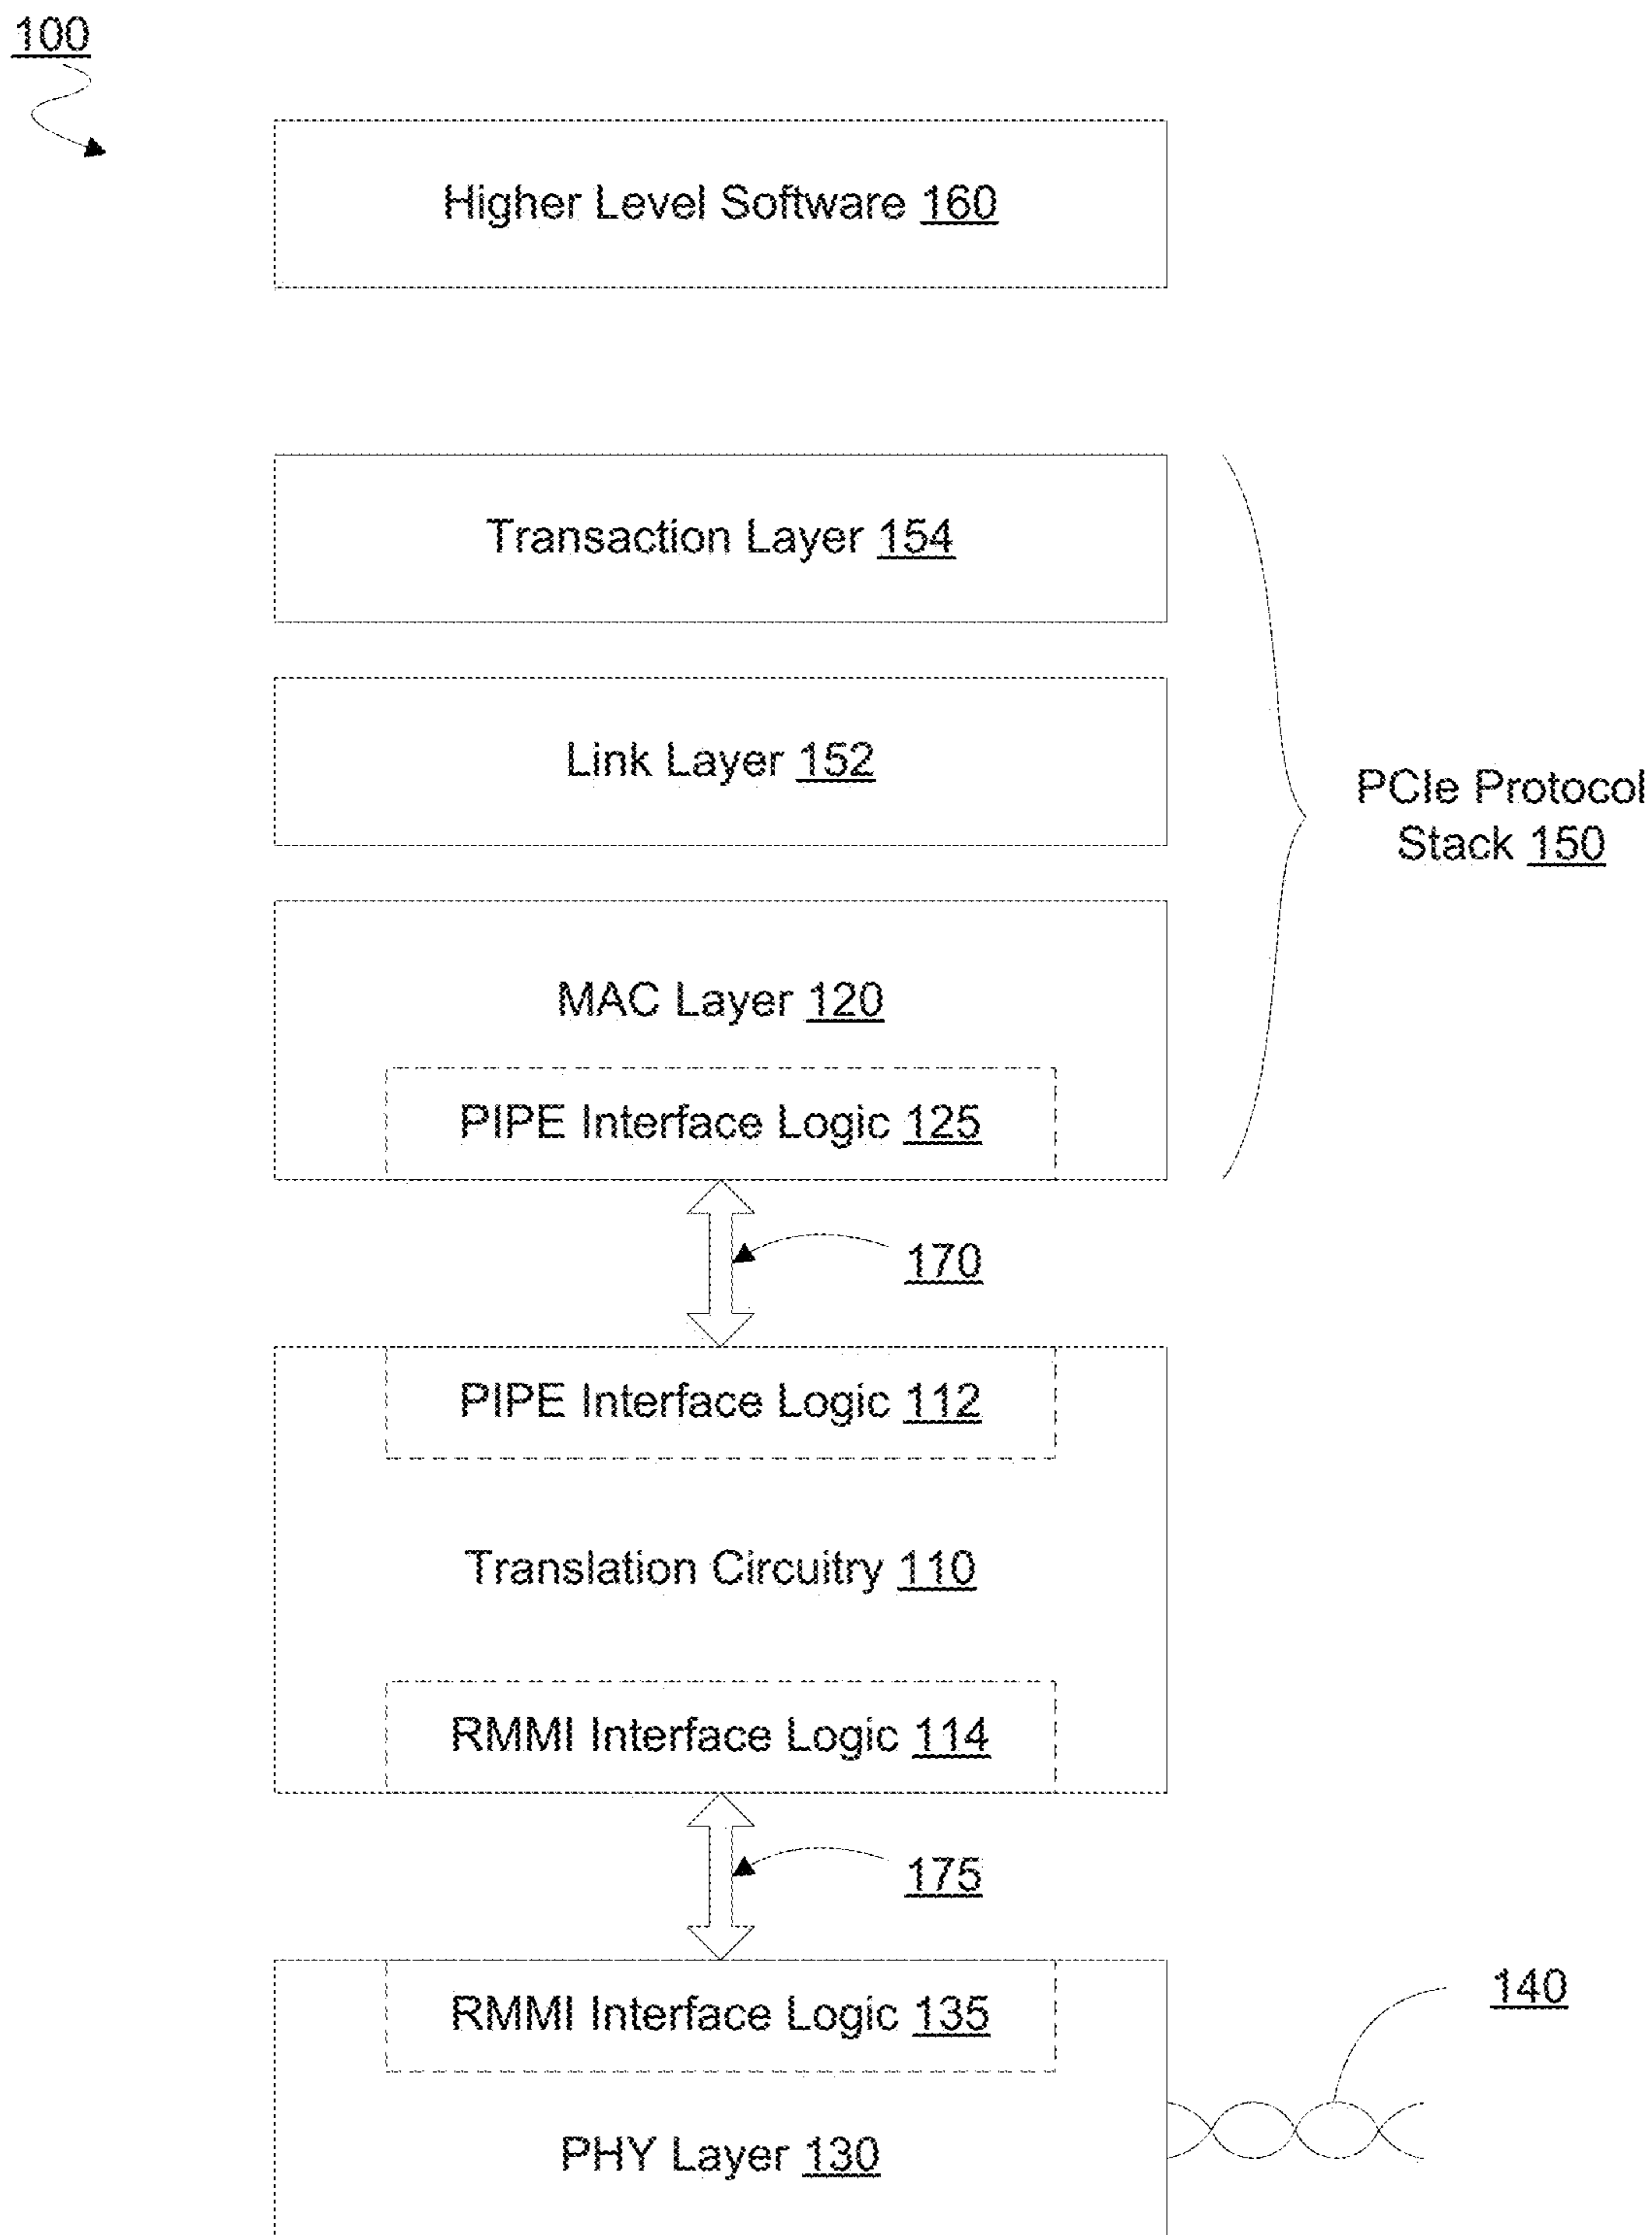 100
Higher Level Software 160
Transaction Layer 154
Link Layer 152
PCIe Protocol
Stack 150
MAC Layer 120
PIPE Interface Logic 125
170
PIPE Interface Logic 112
Translation Circuitry 110
RMMI Interface Logic 114
175
RMMI Interface Logic 135
140
PHY Layer 130